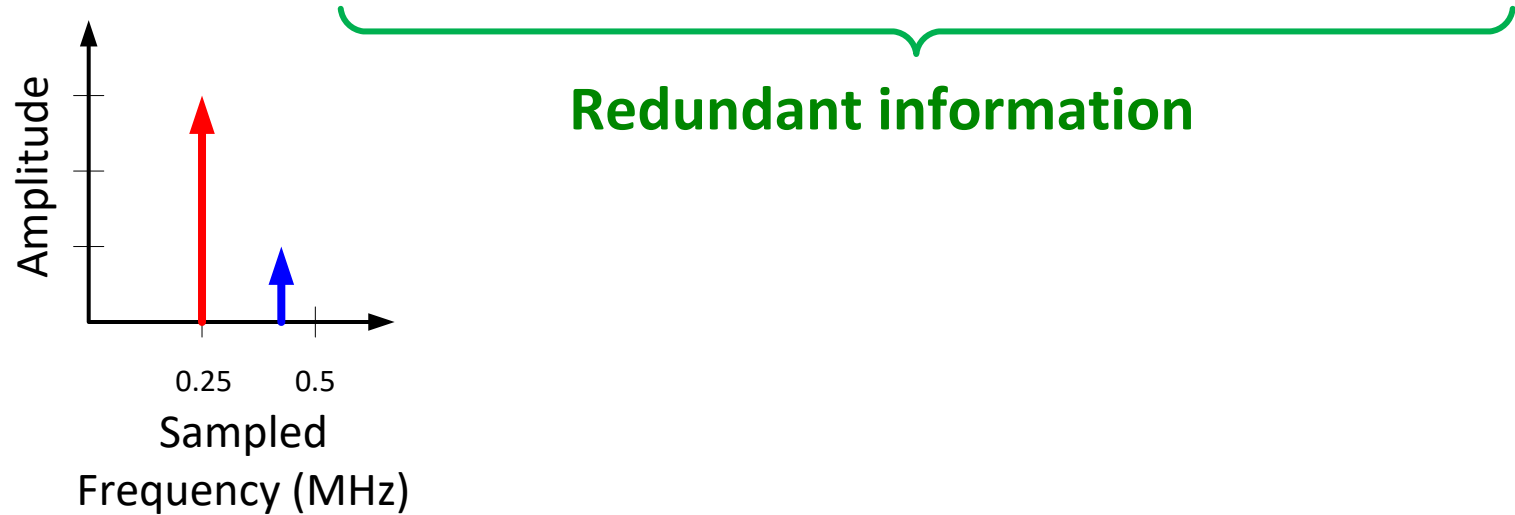 Redundant information
Amplitude
0.25 0.5
Sampled
Frequency (MHz)